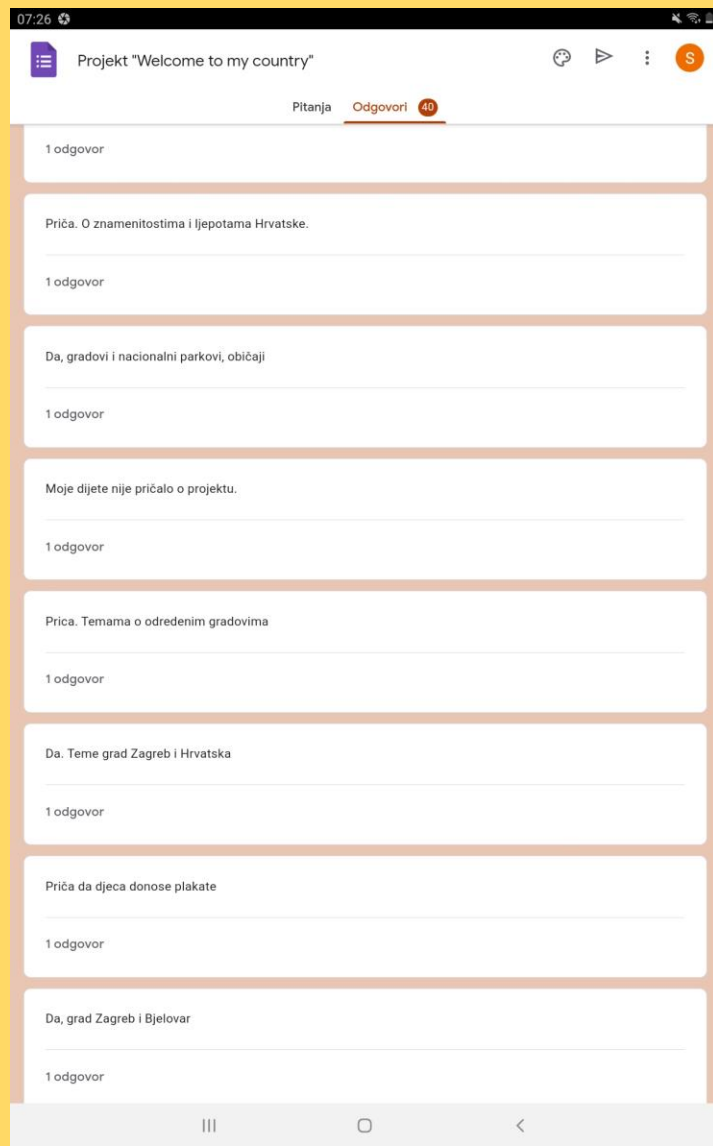 07:26
Projekt "Welcome to my country"
S
Pitanja Odgovori 40
1 odgovor
Priča. O znamenitostima i ljepotama Hrvatske.
1 odgovor
Da, gradovi i nacionalni parkovi, običaji
1 odgovor
Moje dijete nije pričalo o projektu.
1 odgovor
Prica. Temama o odredenim gradovima
1 odgovor
Da. Teme grad Zagreb i Hrvatska
1 odgovor
Priča da djeca donose plakate
1 odgovor
Da, grad Zagreb i Bjelovar
1 odgovor